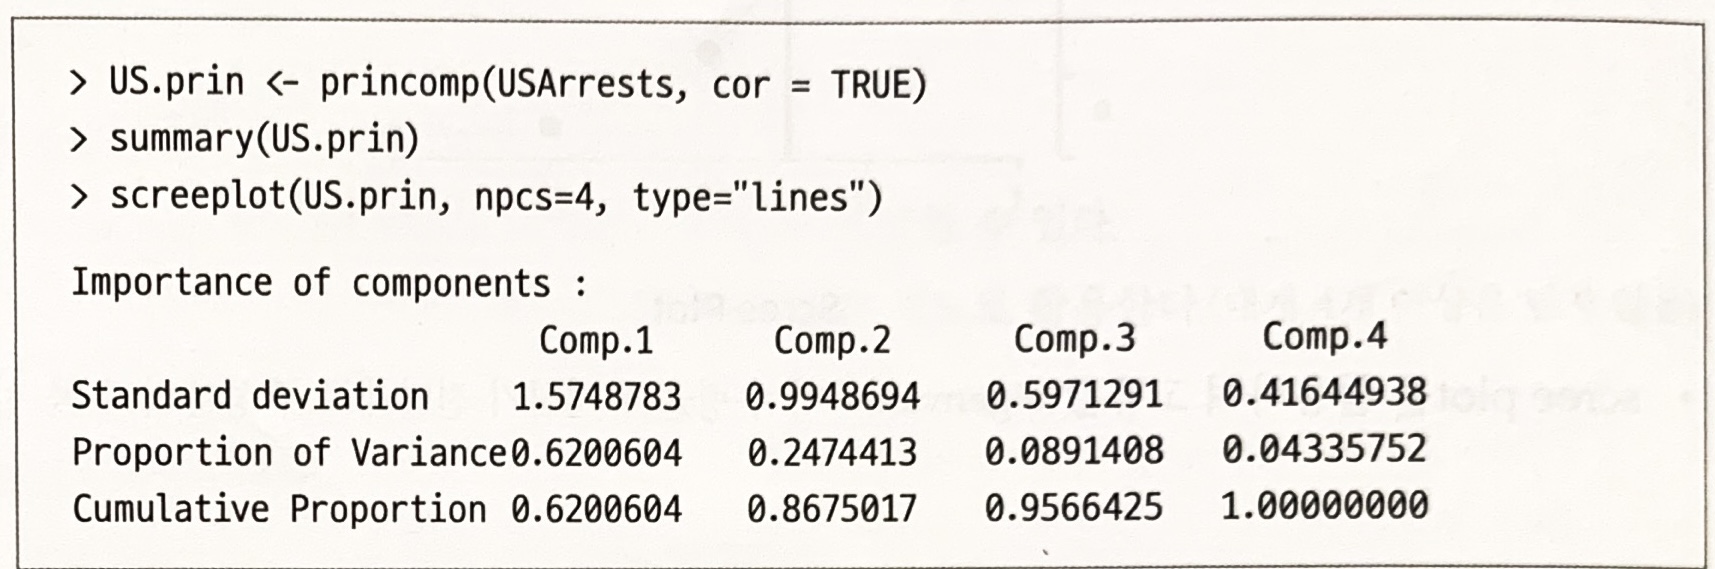 > US.prin <- princomp(USArrests, cor = TRUE)
> summary(US.prin)
> screeplot(US.prin, npcs=4, type="lines")
Importance of components :
Comp.1 Comp.2 Comp.3 Comp.4
Standard deviation 1.5748783 0.9948694 0.5971291 0.41644938
Proportion of Variance 0.6200604 0.2474413 0.0891408 0.04335752
Cumulative Proportion 0.6200604 0.8675017 0.9566425 1.00000000